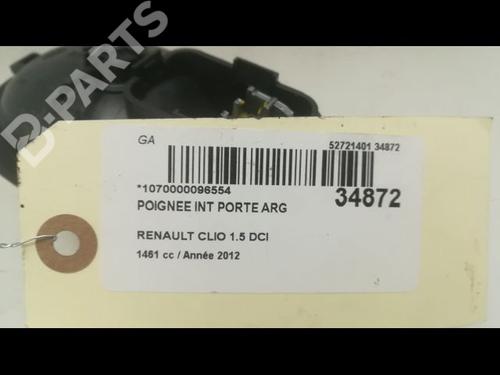 D-PARTS
GA
52721401 34872
*1070000096554
POIGNEE INT PORTE ARG
34872
RENAULT CLIO 1.5 DCI
1461 cc / Année 2012